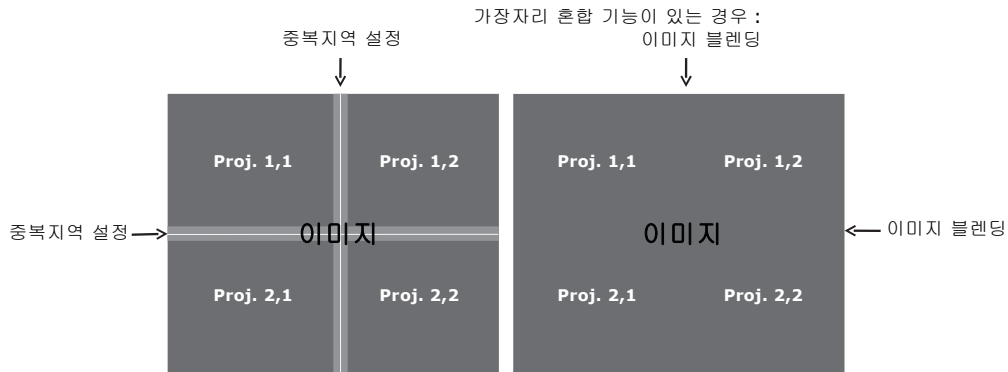 가장자리 혼합 기능이 있는 경우 :
이미지 블렌딩
중복지역 설정
Proj. 1,1
Proj. 1,2
Proj. 1,1
Proj. 1,2
중복지역 설정
이미지
이미지
이미지 블렌딩
Proj. 2,1
Proj. 2,2
Proj. 2,1
Proj. 2,2